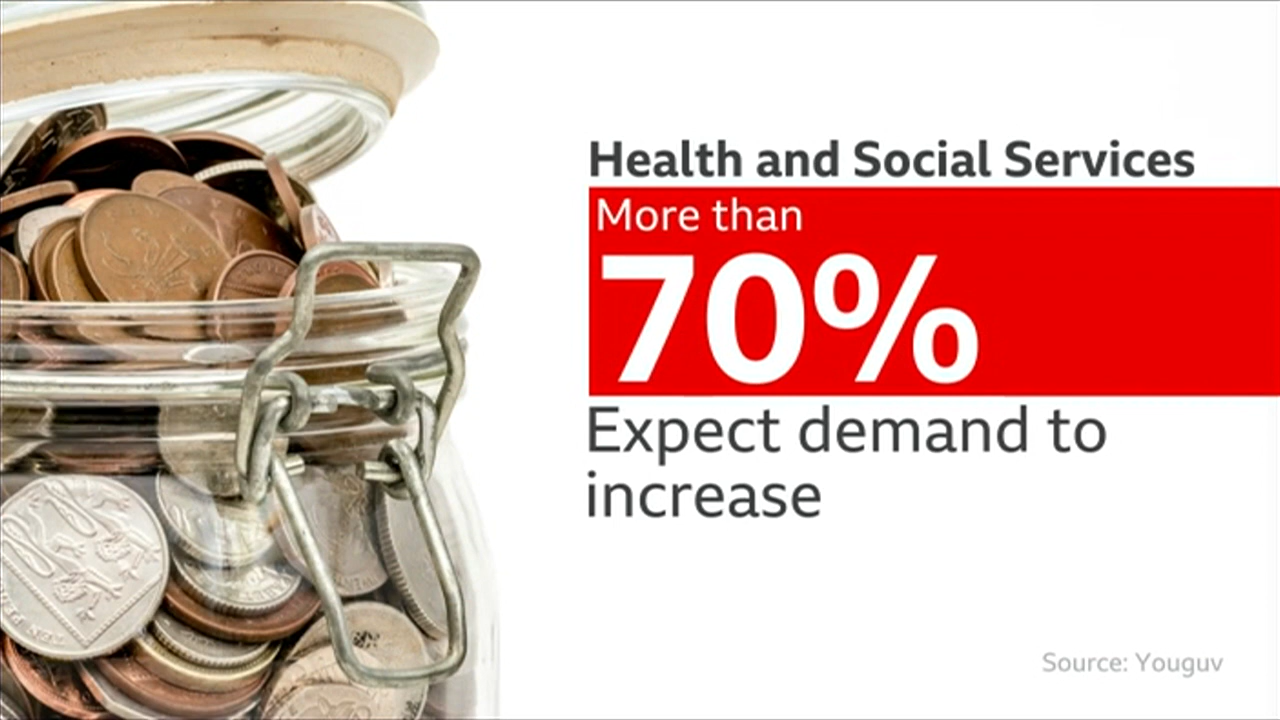 Health and Social Services
More than
70%
Expect demand to
increase
Source: Youguv